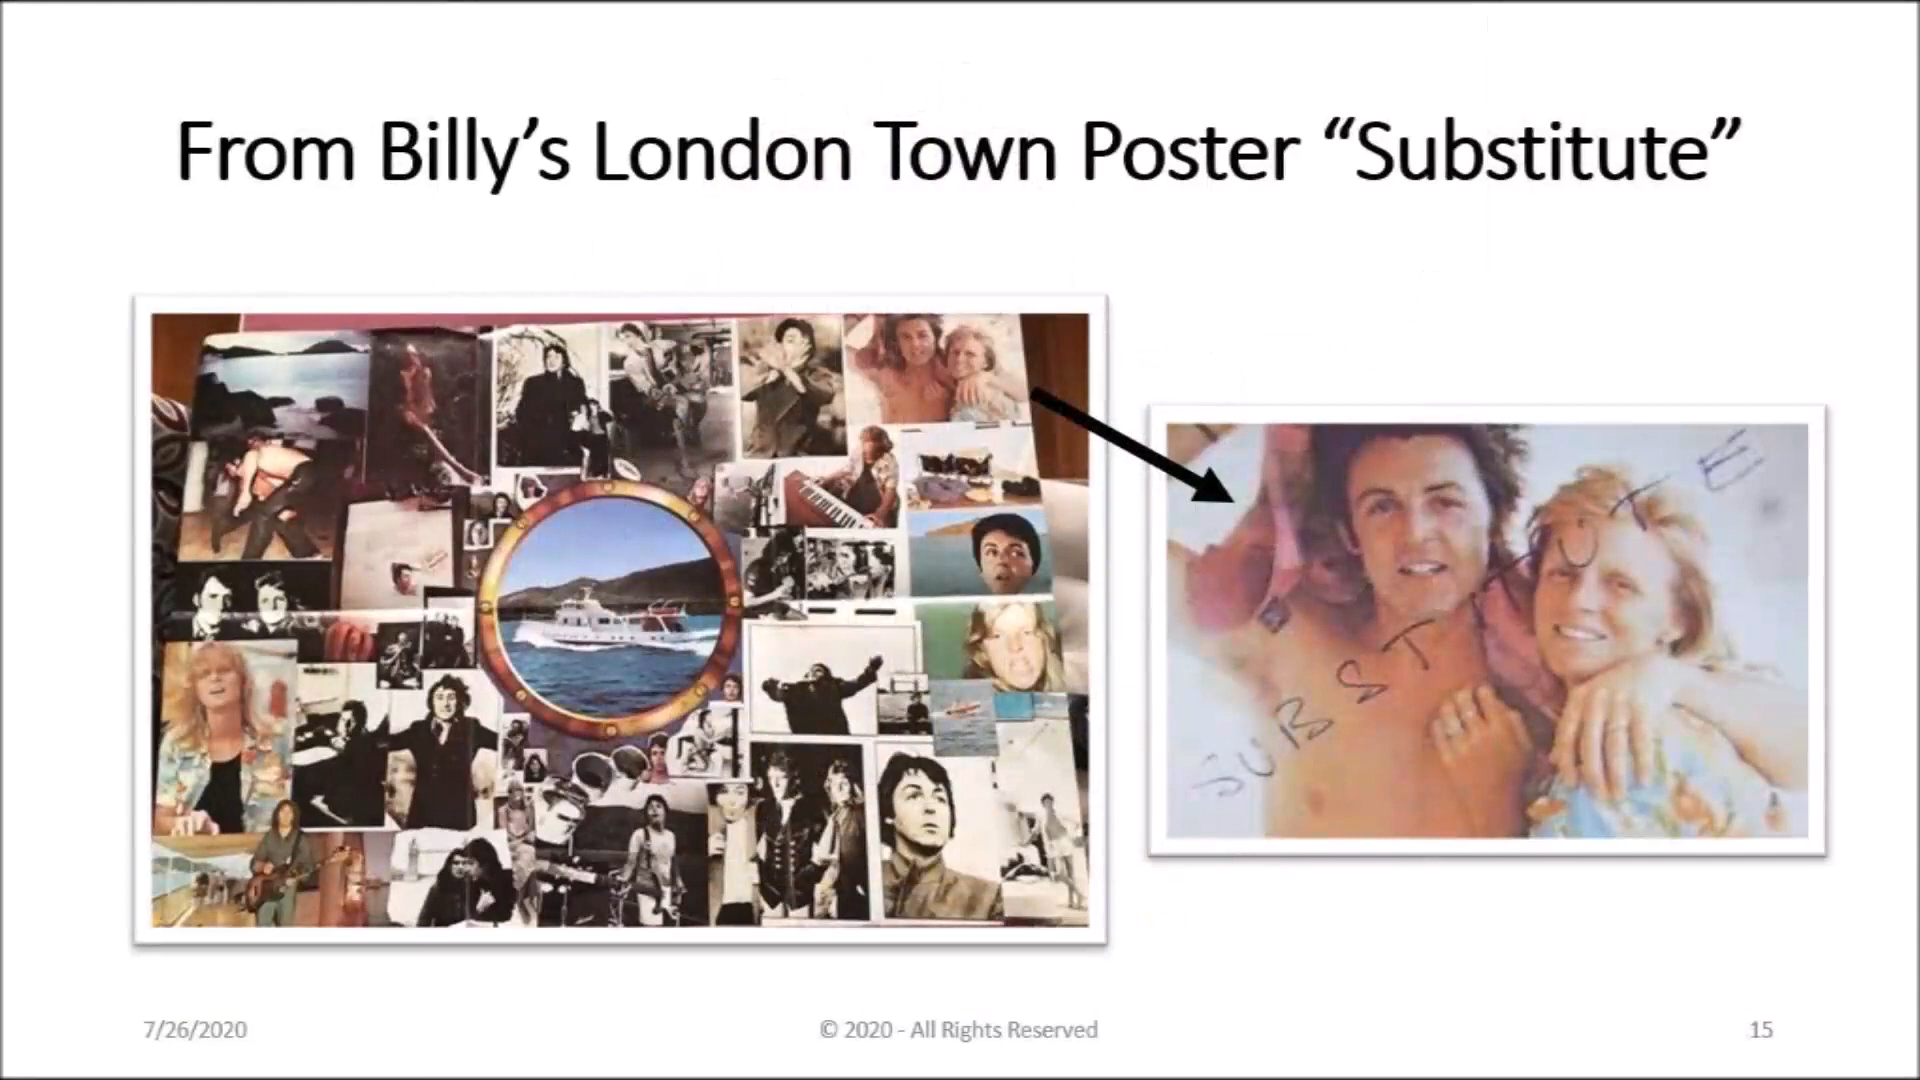 From Billy’s London Town Poster “Substitute”
SUBSTITUTE
7/26/2020
© 2020 - All Rights Reserved
15